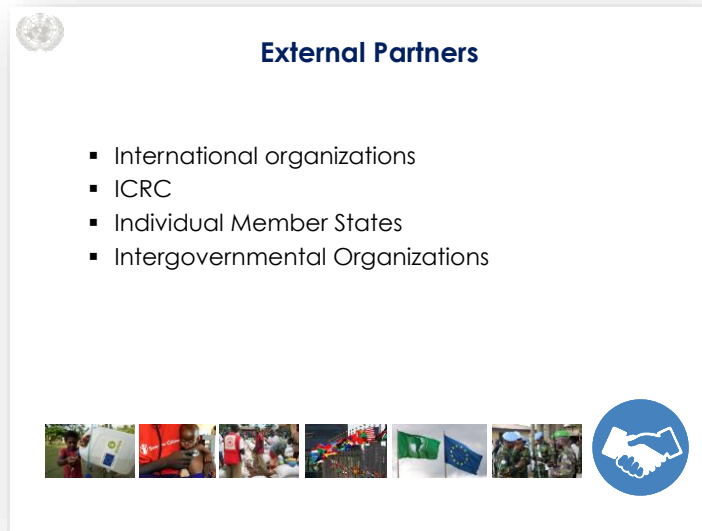 External Partners
▪ International organizations
▪ ICRC
▪ Individual Member States
▪ Intergovernmental Organizations